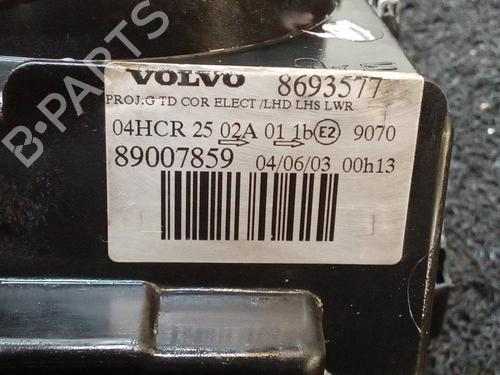 VOLVO 8693577
PROJ.G TD COR ELECT /LHD LHS LWR
04HCR 25 02A 01 1b E2 9070
89007859 04/06/03 00h13